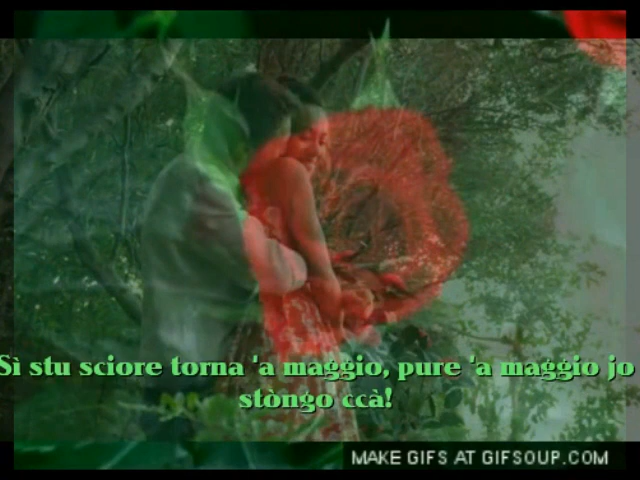 Sì stu sciore torna 'a maggio, pure 'a maggio jo
stòngo ccà!
MAKE GIFS AT GIFSOUP.COM